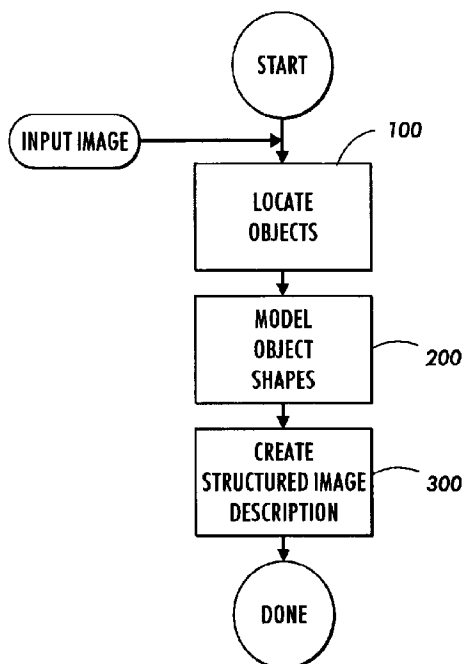 START
INPUT IMAGE
100
LOCATE
OBJECTS
MODEL
OBJECT
SHAPES
200
CREATE
STRUCTURED IMAGE
DESCRIPTION
300
DONE